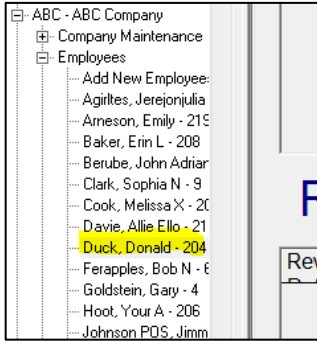 ABC - ABC Company
Company Maintenance
Employees
Add New Employee
Agirltes, Jerejonjulia
Arneson, Emily - 219
Baker, Erin L - 208
Berube, John Adrian
Clark, Sophia N - 9
Cook, Melissa X - 20
Davie, Allie Ello - 21
Duck, Donald - 204
Ferapples, Bob N -
Goldstein, Gary - 4
Hoot, Your A - 206
Johnson POS, Jimm